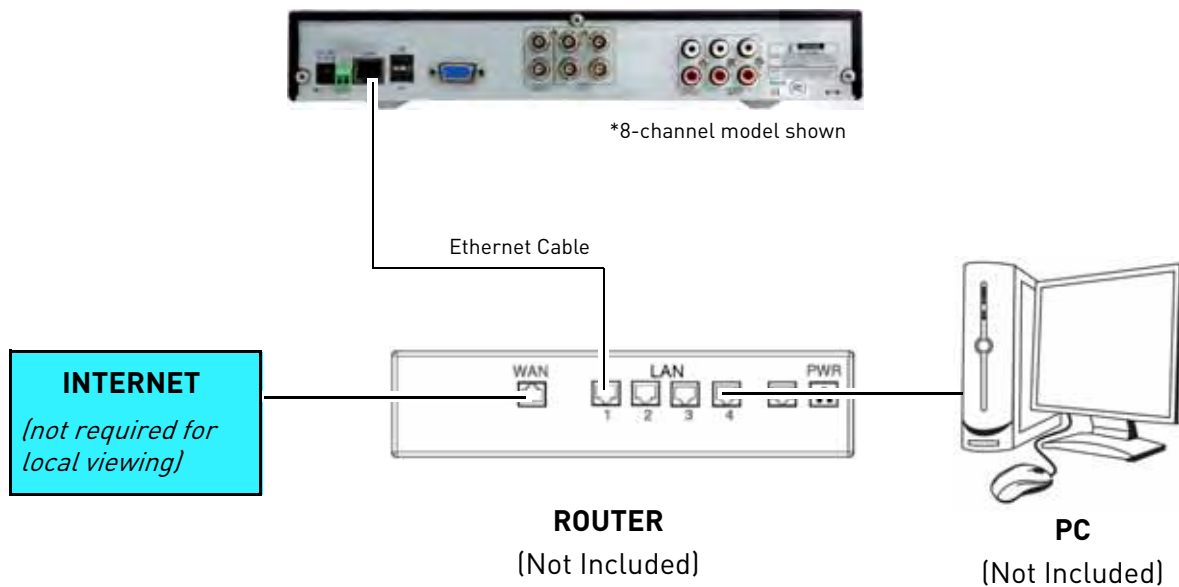 *8-channel model shown
Ethernet Cable
INTERNET
(not required for
local viewing)
WAN
LAN
PWR
1 2 3 4
ROUTER
(Not Included)
PC
(Not Included)